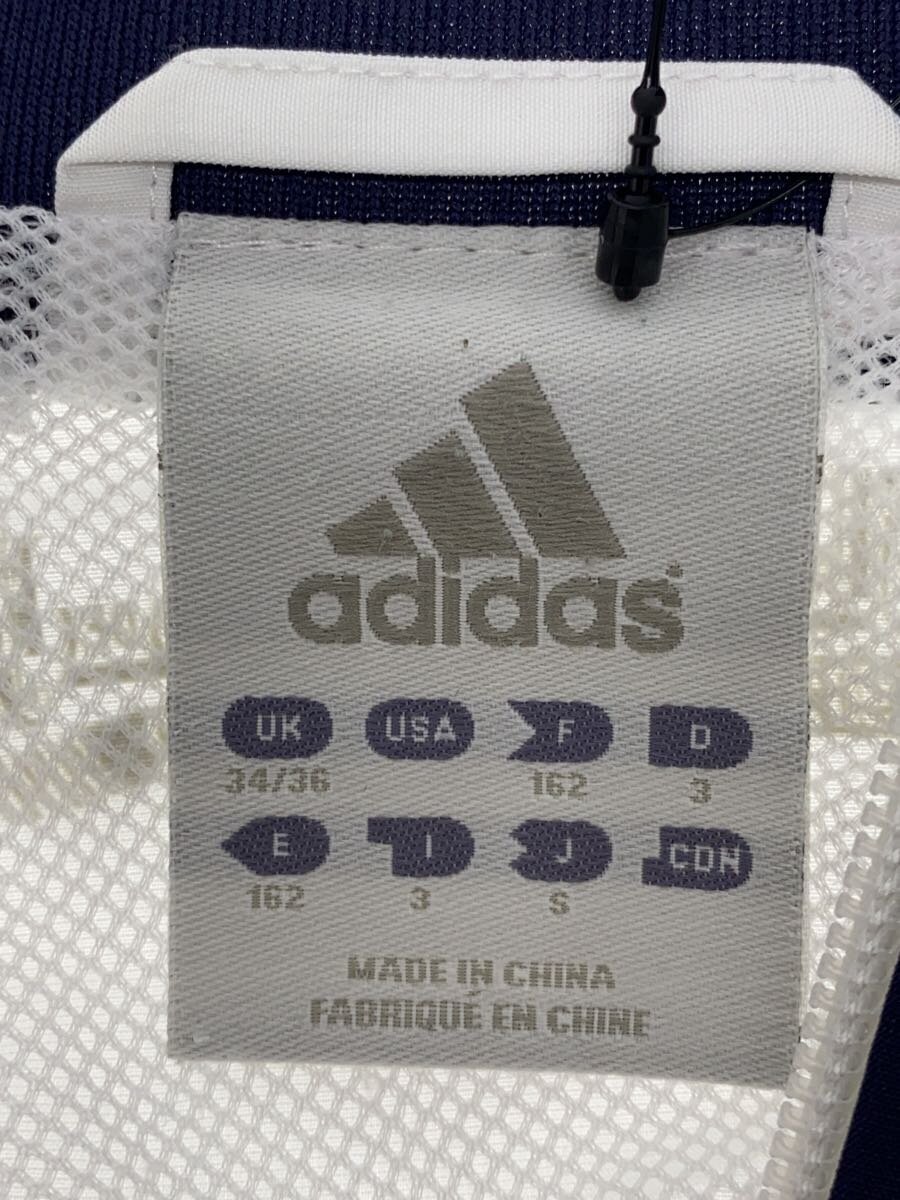 adidas
UK USA F D
34/36 162 3
E I J CDN
162 3 S
MADE IN CHINA
FABRIQUÉ EN CHINE